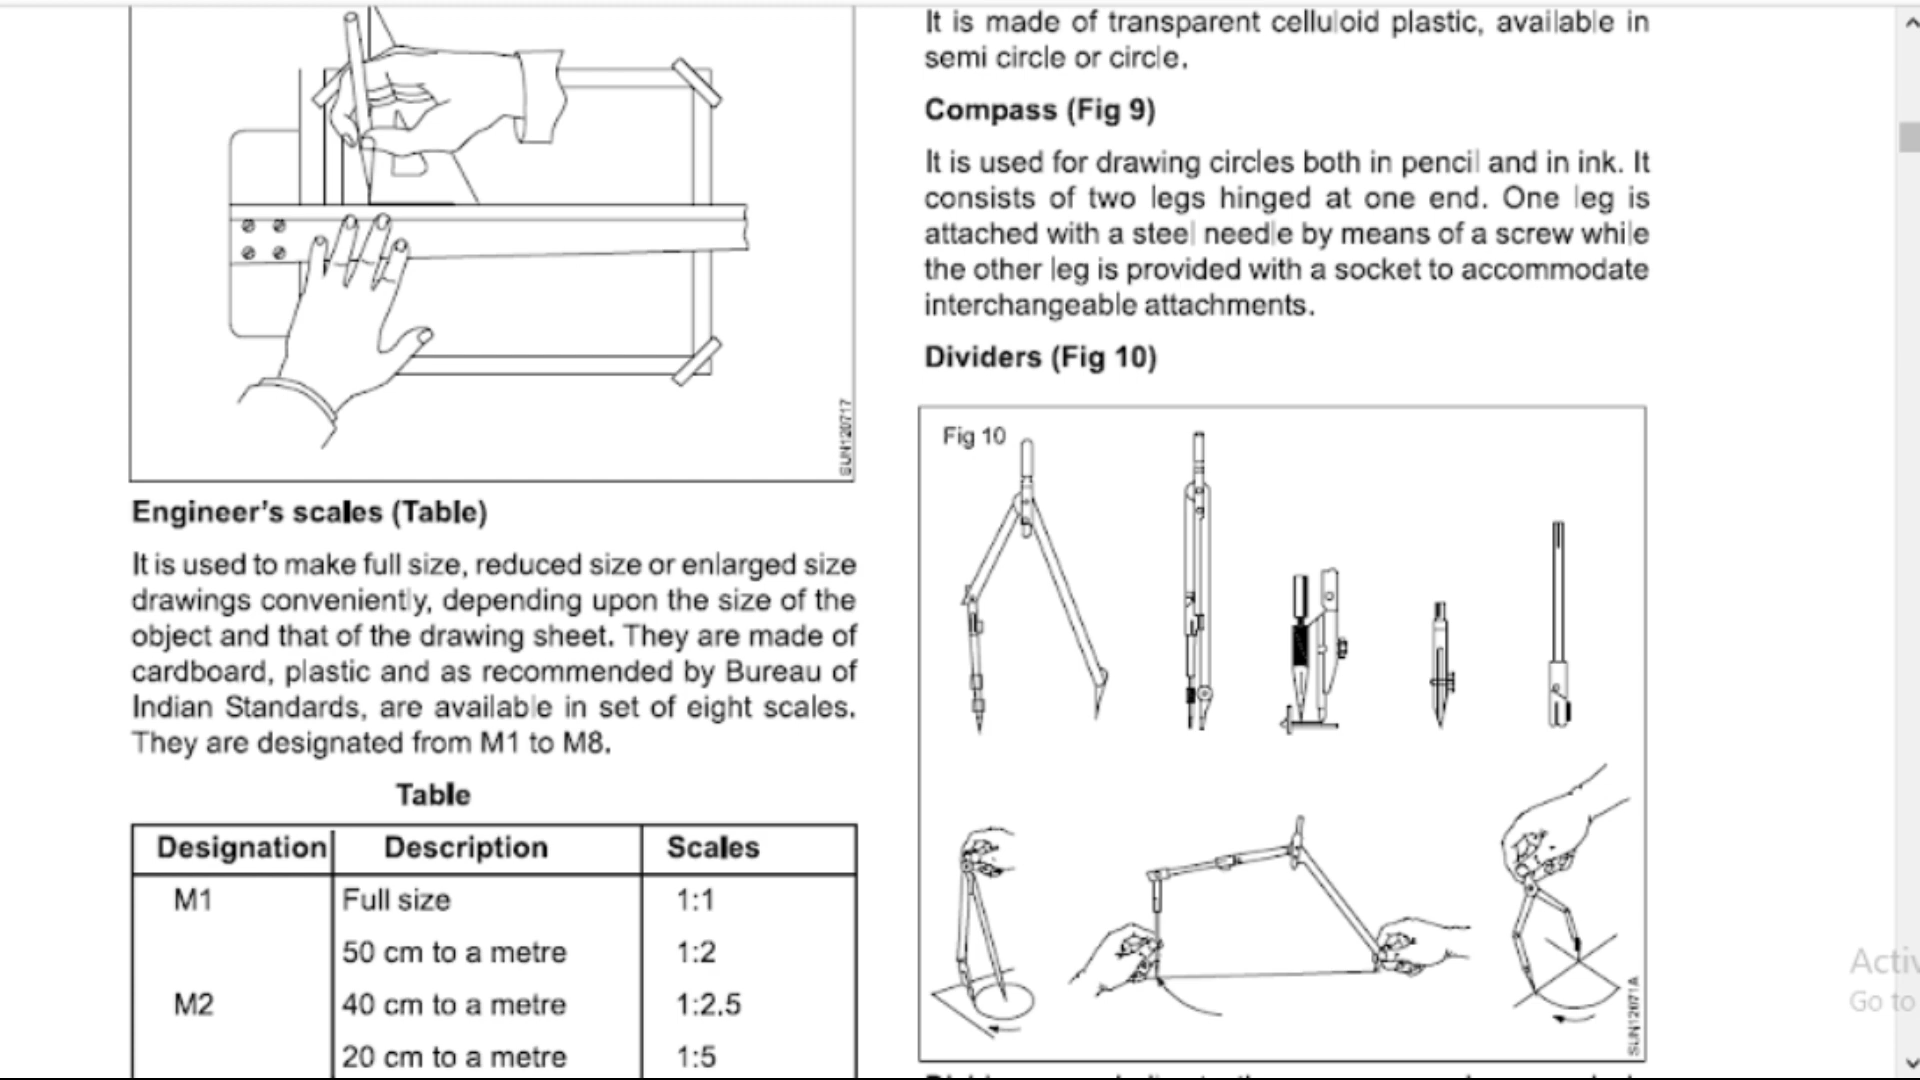 SUN120717
Engineer's scales (Table)
It is used to make full size, reduced size or enlarged size
drawings conveniently, depending upon the size of the
object and that of the drawing sheet. They are made of
cardboard, plastic and as recommended by Bureau of
Indian Standards, are available in set of eight scales.
They are designated from M1 to M8.
Table
Designation Description Scales
M1 Full size 1:1
50 cm to a metre 1:2
M2 40 cm to a metre 1:2.5
20 cm to a metre 1:5
It is made of transparent celluloid plastic, available in
semi circle or circle.
Compass (Fig 9)
It is used for drawing circles both in pencil and in ink. It
consists of two legs hinged at one end. One leg is
attached with a steel needle by means of a screw while
the other leg is provided with a socket to accommodate
interchangeable attachments.
Dividers (Fig 10)
Fig 10
Go to